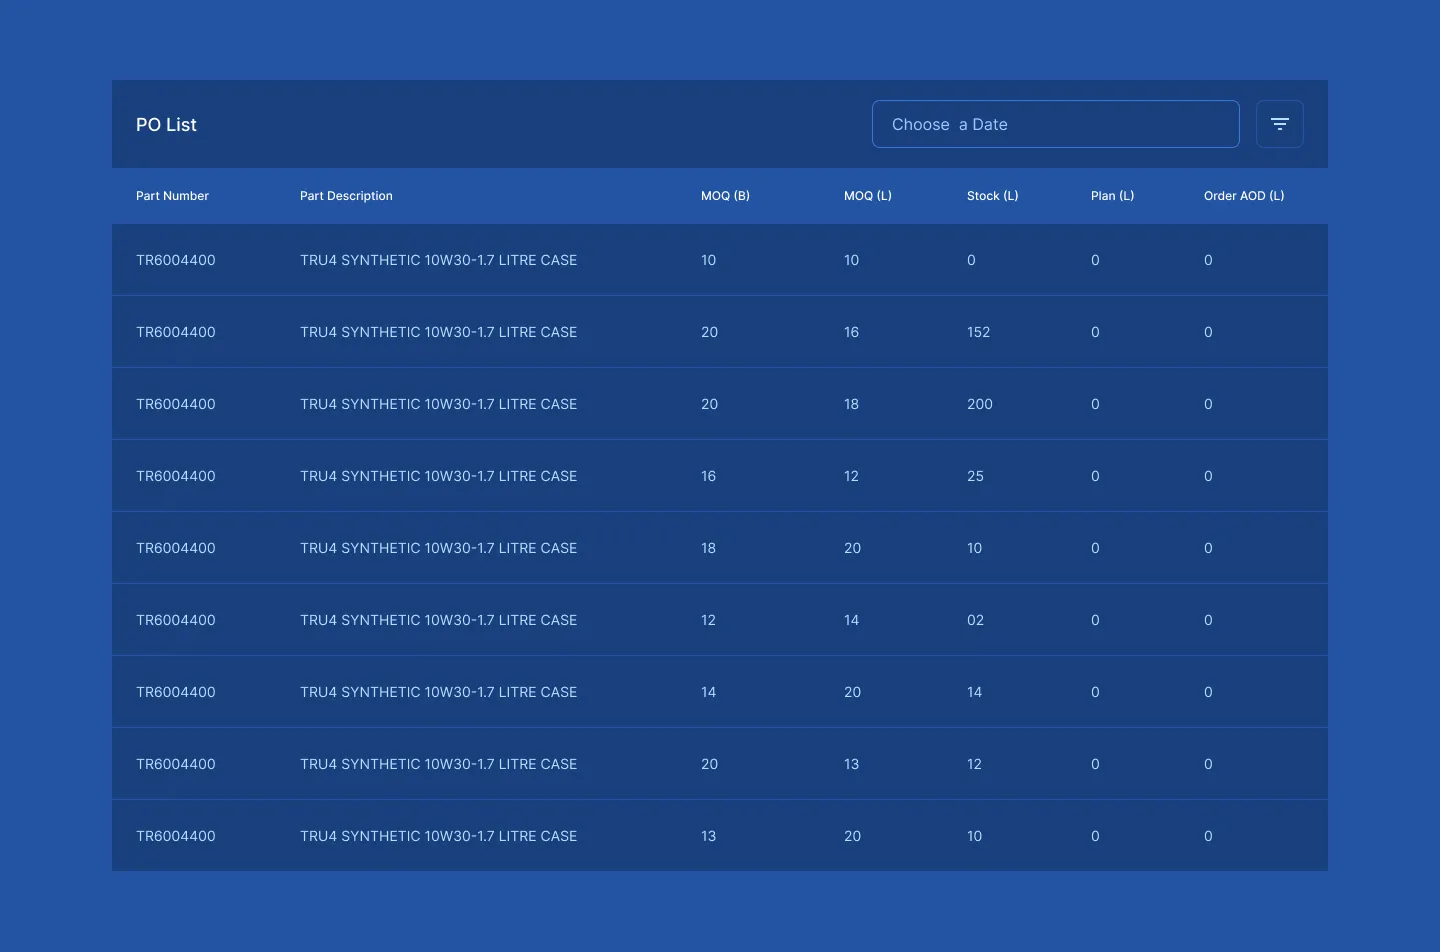 PO List Choose  a Date
Part Number Part Description MOQ (B) MOQ (L) Stock (L) Plan (L) Order AOD (L)
TR6004400 TRU4 SYNTHETIC 10W30-1.7 LITRE CASE 10 10 0 0 0
TR6004400 TRU4 SYNTHETIC 10W30-1.7 LITRE CASE 20 16 152 0 0
TR6004400 TRU4 SYNTHETIC 10W30-1.7 LITRE CASE 20 18 200 0 0
TR6004400 TRU4 SYNTHETIC 10W30-1.7 LITRE CASE 16 12 25 0 0
TR6004400 TRU4 SYNTHETIC 10W30-1.7 LITRE CASE 18 20 10 0 0
TR6004400 TRU4 SYNTHETIC 10W30-1.7 LITRE CASE 12 14 02 0 0
TR6004400 TRU4 SYNTHETIC 10W30-1.7 LITRE CASE 14 20 14 0 0
TR6004400 TRU4 SYNTHETIC 10W30-1.7 LITRE CASE 20 13 12 0 0
TR6004400 TRU4 SYNTHETIC 10W30-1.7 LITRE CASE 13 20 10 0 0